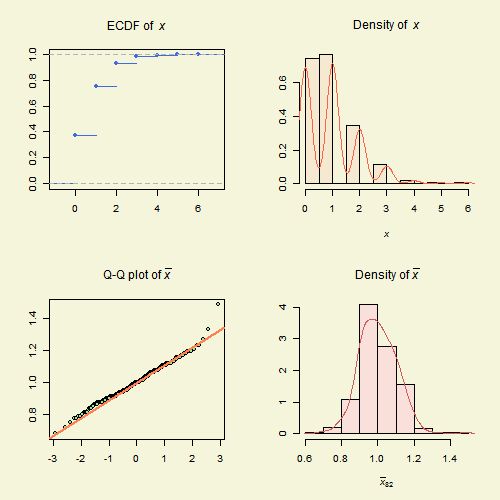 ECDF of x
1.0
0.8
0.6
0.4
0.2
0.0
0 2 4 6
Density of x
0.6
0.4
0.2
0.0
0 1 2 3 4 5 6
x
Q-Q plot of x̅
1.4
1.2
1.0
0.8
-3 -2 -1 0 1 2 3
Density of x̅
4
3
2
1
0
0.6 0.8 1.0 1.2 1.4
x̅82